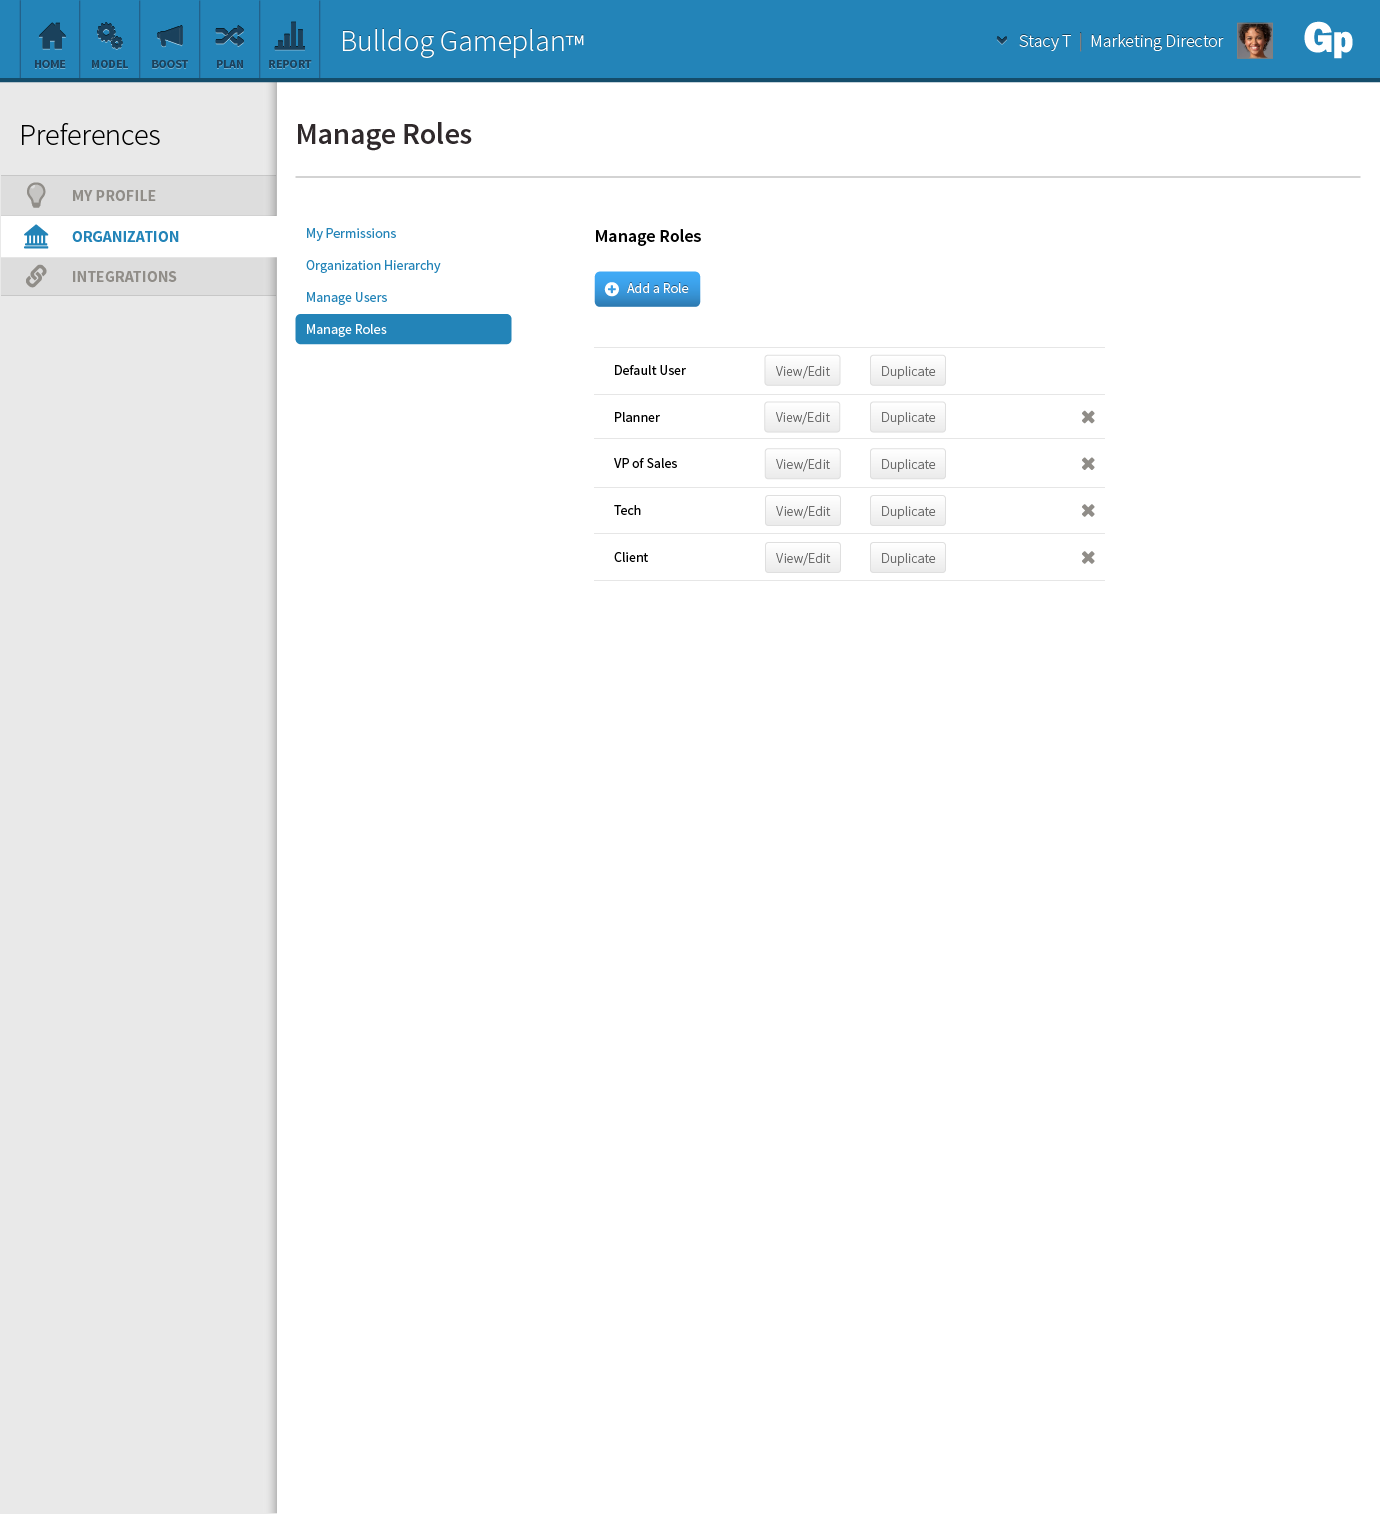 HOME
MODEL
BOOST
PLAN
REPORT
Bulldog Gameplan™
Stacy T | Marketing Director
Gp
Preferences
MY PROFILE
ORGANIZATION
INTEGRATIONS
Manage Roles
My Permissions
Organization Hierarchy
Manage Users
Manage Roles
Manage Roles
Add a Role
Default User View/Edit Duplicate
Planner View/Edit Duplicate
VP of Sales View/Edit Duplicate
Tech View/Edit Duplicate
Client View/Edit Duplicate